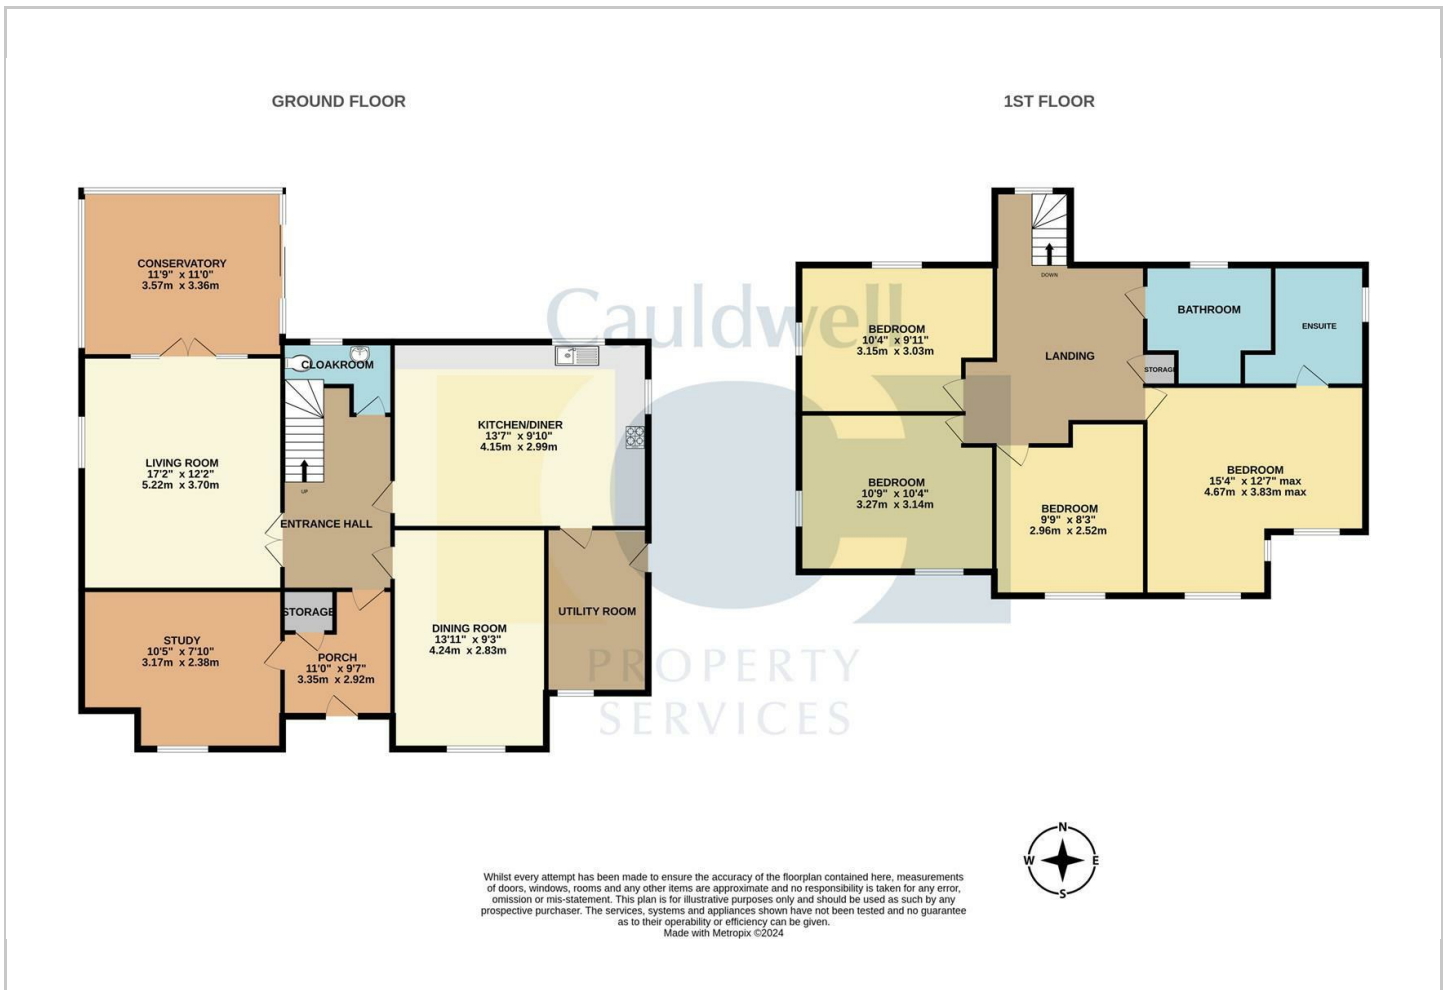 GROUND FLOOR
1ST FLOOR
CONSERVATORY
11'9" x 11'0"
3.57m x 3.36m
CLOAKROOM
LIVING ROOM
17'2" x 12'2"
5.22m x 3.70m
UP
ENTRANCE HALL
KITCHEN/DINER
13'7" x 9'10"
4.15m x 2.99m
STUDY
10'5" x 7'10"
3.17m x 2.38m
STORAGE
PORCH
11'0" x 9'7"
3.35m x 2.92m
DINING ROOM
13'11" x 9'3"
4.24m x 2.83m
UTILITY ROOM
DOWN
BEDROOM
10'4" x 9'11"
3.15m x 3.03m
LANDING
BATHROOM
ENSUITE
STORAGE
BEDROOM
10'9" x 10'4"
3.27m x 3.14m
BEDROOM
9'9" x 8'3"
2.96m x 2.52m
BEDROOM
15'4" x 12'7" max
4.67m x 3.83m max
Cauldwell
PROPERTY
SERVICES
N
W E
S
Whilst every attempt has been made to ensure the accuracy of the floorplan contained here, measurements
of doors, windows, rooms and any other items are approximate and no responsibility is taken for any error,
omission or mis-statement. This plan is for illustrative purposes only and should be used as such by any
prospective purchaser. The services, systems and appliances shown have not been tested and no guarantee
as to their operability or efficiency can be given.
Made with Metropix ©2024